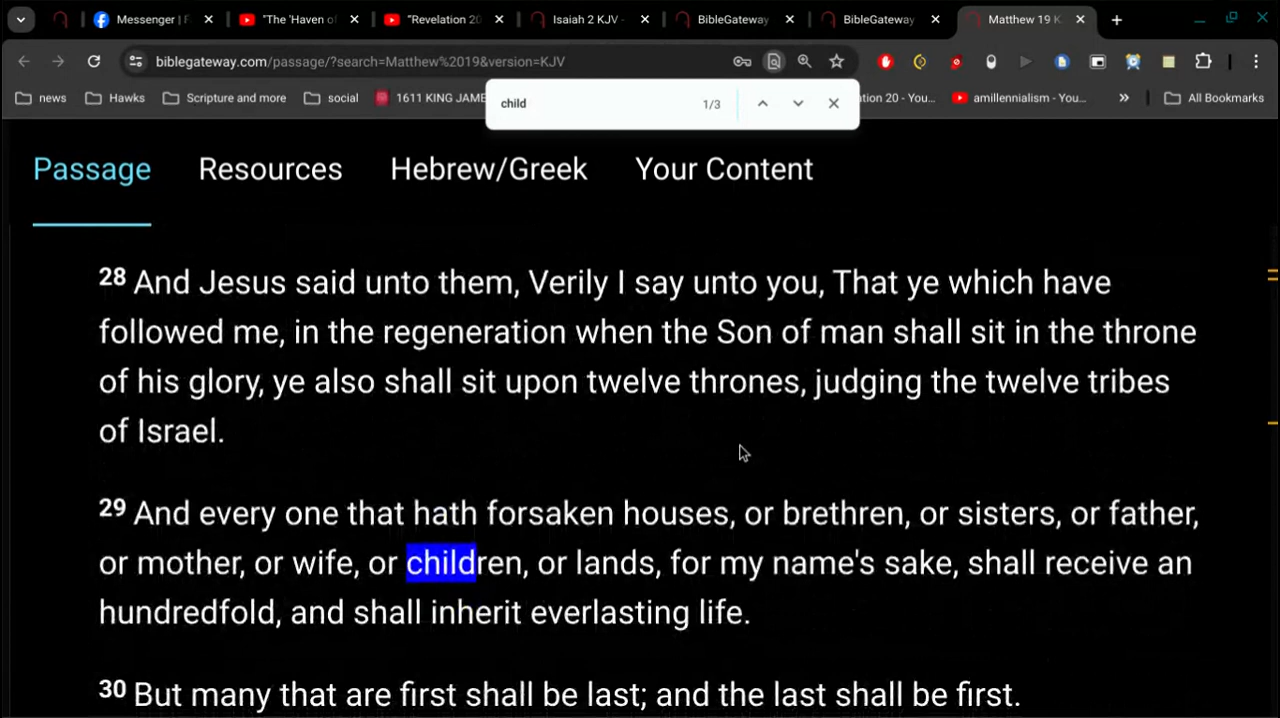 Messenger | F
"The 'Haven of
"Revelation 20
Isaiah 2 KJV -
BibleGateway
BibleGateway
Matthew 19 K
biblegateway.com/passage/?search=Matthew%2019&version=KJV
news
Hawks
Scripture and more
social
1611 KING JAME
ation 20 - You...
amillennialism - You...
»
All Bookmarks
child
1/3
Passage
Resources
Hebrew/Greek
Your Content
28 And Jesus said unto them, Verily I say unto you, That ye which have
followed me, in the regeneration when the Son of man shall sit in the throne
of his glory, ye also shall sit upon twelve thrones, judging the twelve tribes
of Israel.
29 And every one that hath forsaken houses, or brethren, or sisters, or father,
or mother, or wife, or children, or lands, for my name's sake, shall receive an
hundredfold, and shall inherit everlasting life.
30 But many that are first shall be last; and the last shall be first.